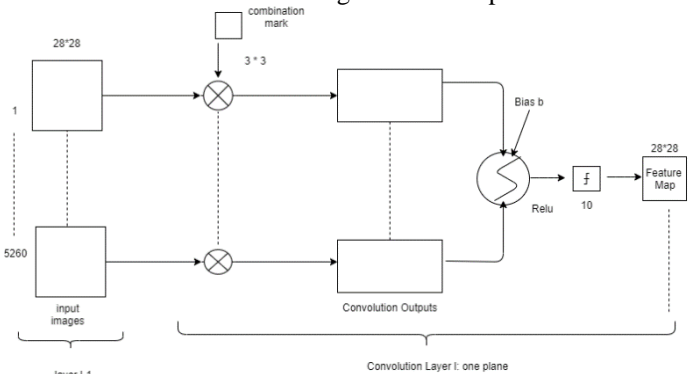 combination
mark
28*28
3 * 3
1
Bias b
28*28
Feature
Map
Relu
10
5260
input
images
Convolution Outputs
Convolution Layer I: one plane